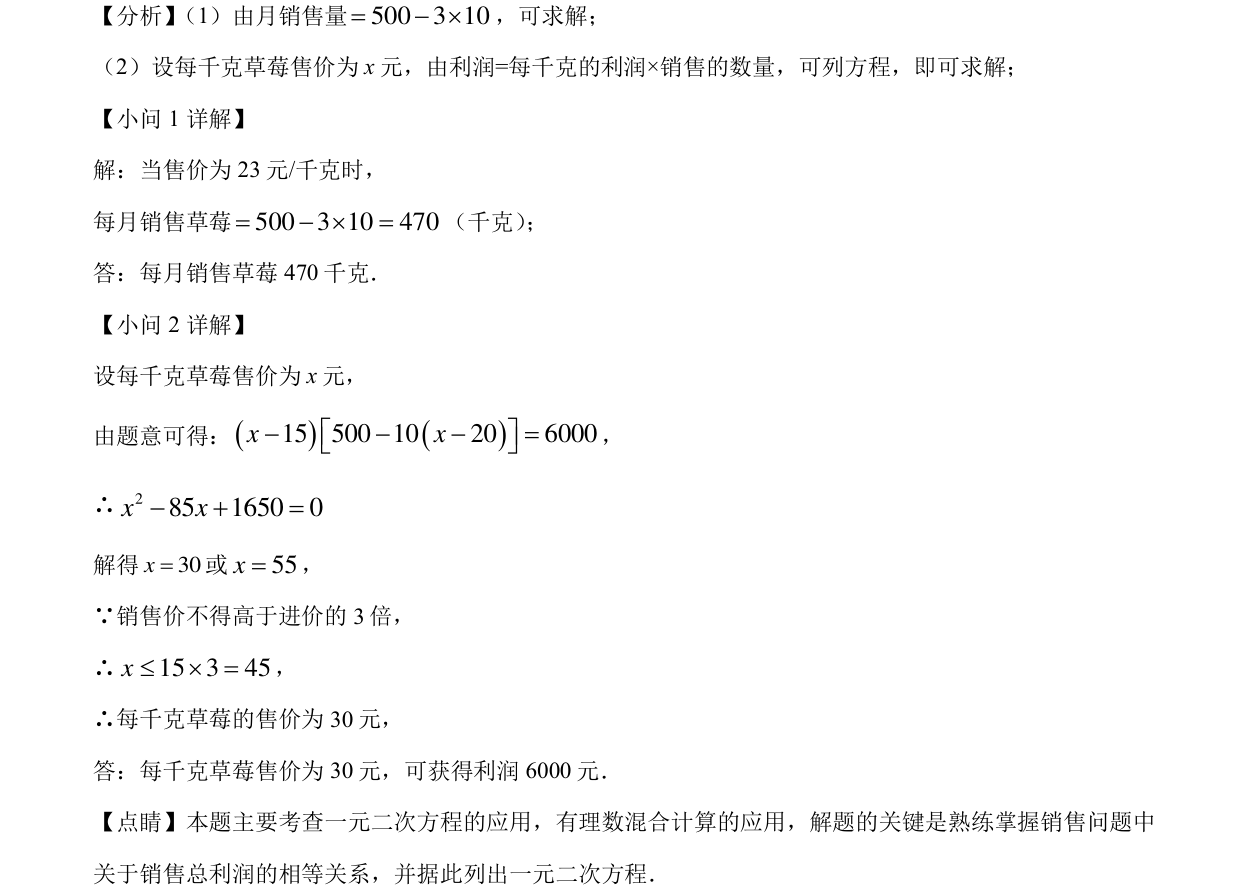 【分析】（1）由月销售量=500−3×10，可求解；
（2）设每千克草莓售价为 x 元，由利润=每千克的利润×销售的数量，可列方程，即可求解；
【小问 1 详解】
解：当售价为 23 元/千克时，
每月销售草莓=500−3×10=470（千克）；
答：每月销售草莓 470 千克．
【小问 2 详解】
设每千克草莓售价为 x 元，
由题意可得：(x−15)[500−10(x−20)]=6000，
∴x²−85x+1650=0
解得 x=30 或 x=55，
∵销售价不得高于进价的 3 倍，
∴x≤15×3=45，
∴每千克草莓的售价为 30 元，
答：每千克草莓售价为 30 元，可获得利润 6000 元．
【点睛】本题主要考查一元二次方程的应用，有理数混合计算的应用，解题的关键是熟练掌握销售问题中
关于销售总利润的相等关系，并据此列出一元二次方程．